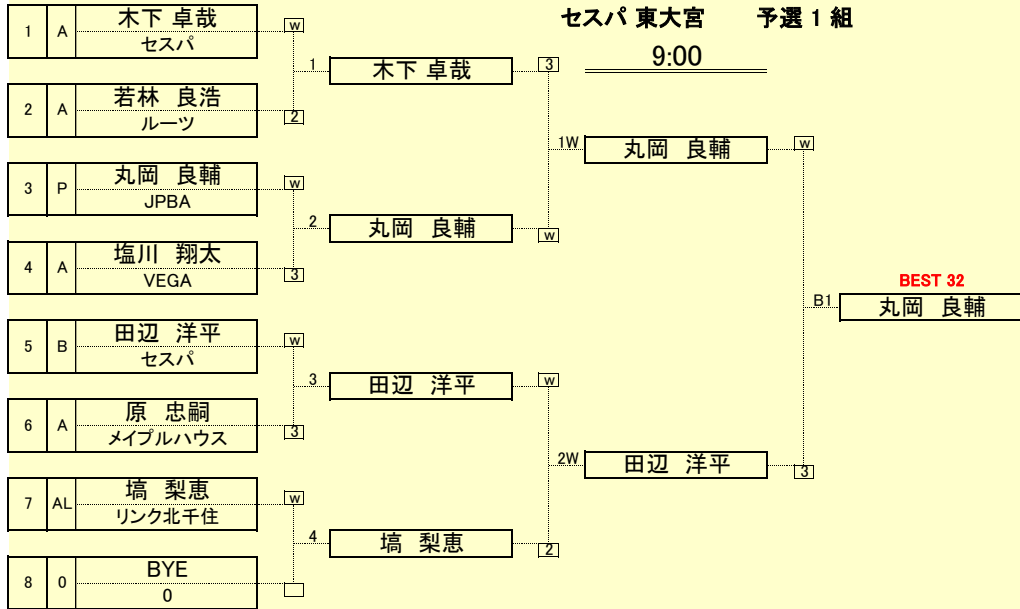 セスパ 東大宮 予選 1 組
9:00
1 A 木下 卓哉
セスパ
w
1 木下 卓哉 3
2 A 若林 良浩
ルーツ
2
1W 丸岡 良輔 w
3 P 丸岡 良輔
JPBA
w
2 丸岡 良輔 w
4 A 塩川 翔太
VEGA
3
BEST 32
B1 丸岡 良輔
5 B 田辺 洋平
セスパ
w
3 田辺 洋平 w
6 A 原 忠嗣
メイプルハウス
3
2W 田辺 洋平 3
7 AL 塙 梨恵
リンク北千住
w
4 塙 梨恵 2
8 0 BYE
0